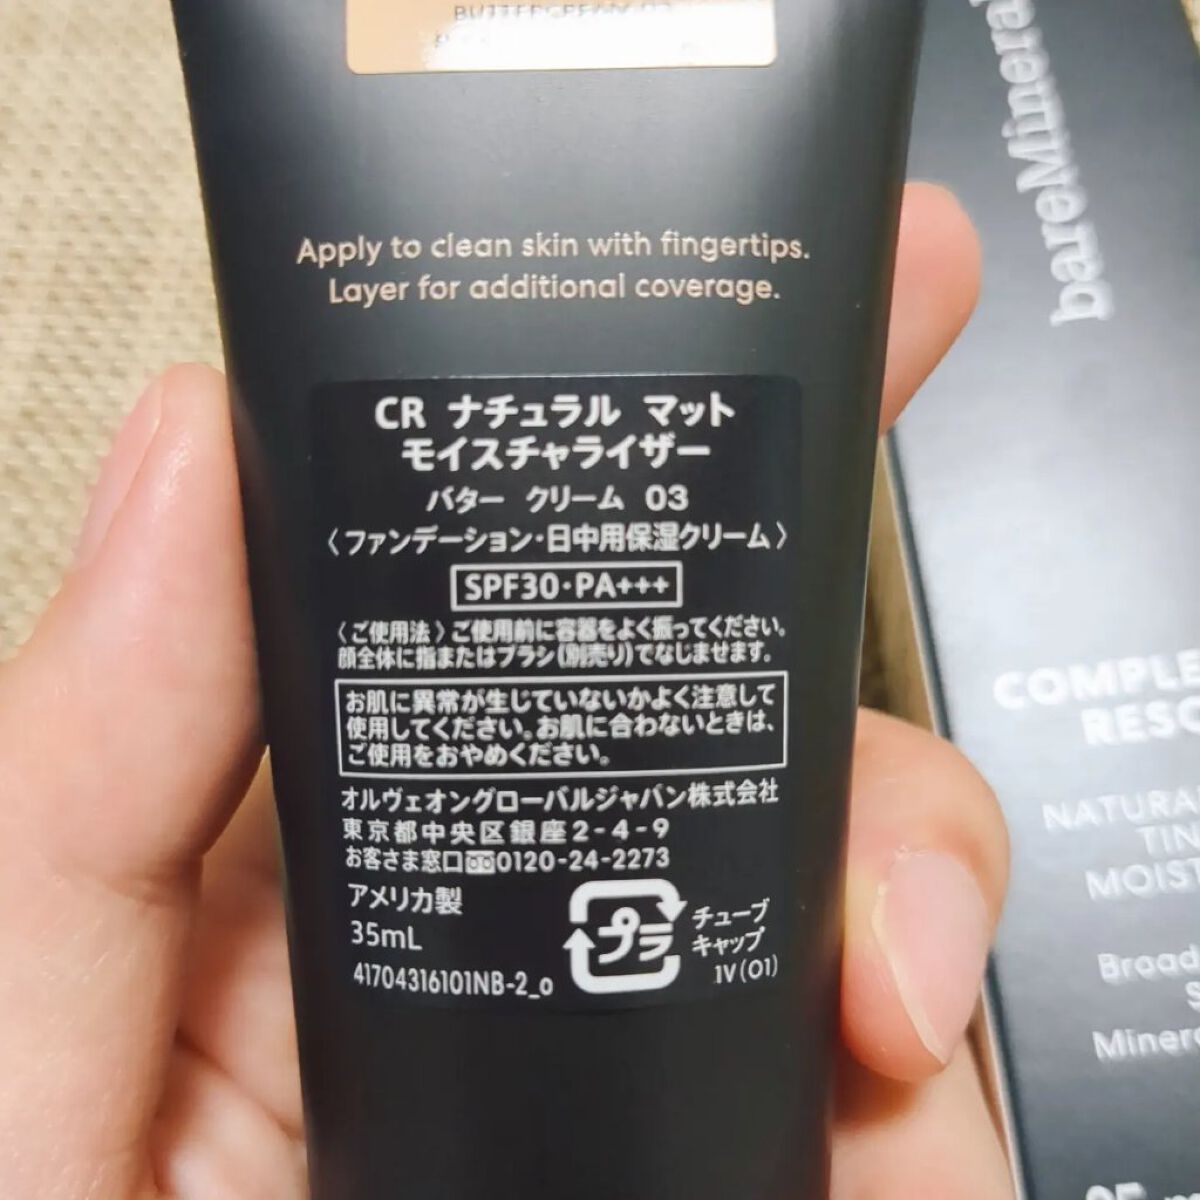 BUTTERCREAM 03
Apply to clean skin with fingertips.
Layer for additional coverage.
CR ナチュラル マット
モイスチャライザー
バター クリーム 03
〈ファンデーション・日中用保湿クリーム〉
SPF30・PA+++
〈ご使用法〉ご使用前に容器をよく振ってください。
顔全体に指またはブラシ(別売り)でなじませます。
お肌に異常が生じていないかよく注意して
使用してください。お肌に合わないときは、
ご使用をおやめください。
オルヴェオングローバルジャパン株式会社
東京都中央区銀座2-4-9
お客さま窓口0120-24-2273
アメリカ製
35mL
41704316101NB-2_o
プラ
チューブ
キャップ
1V(01)
bareMineral
COMPLE
RESC
NATURA
TIN
MOIST
Broad
S
Minera